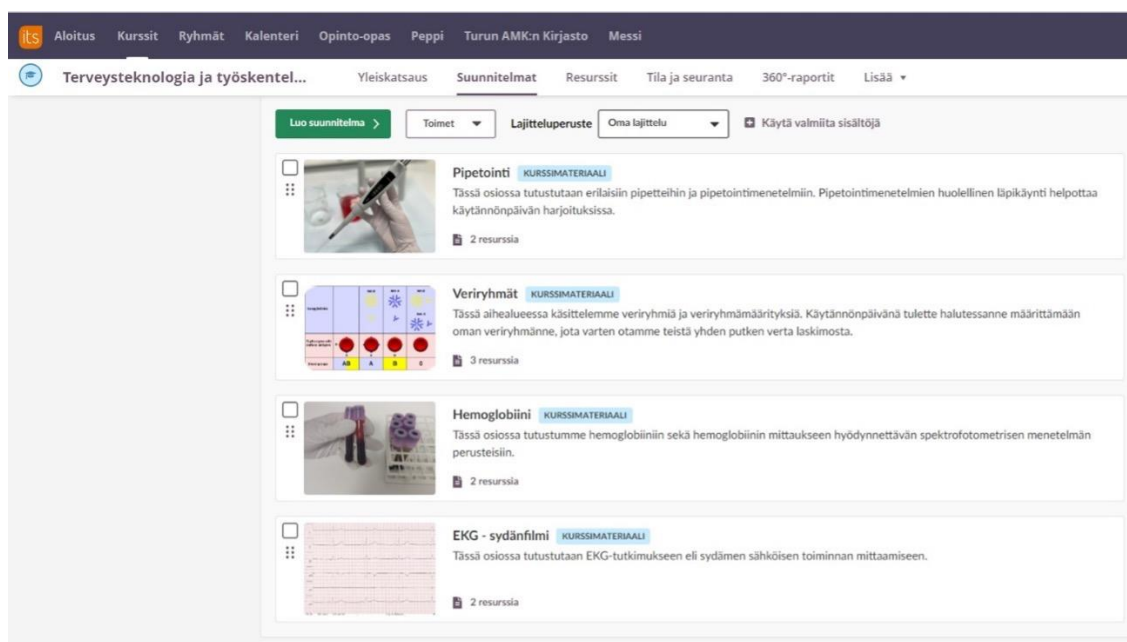 its Aloitus Kurssit Ryhmät Kalenteri Opinto-opas Peppi Turun AMK:n Kirjasto Messi
Terveysteknologia ja työskentel... Yleiskatsaus Suunnitelmat Resurssit Tila ja seuranta 360°-raportit Lisää
Luo suunnitelma Toimet Lajitteluperuste Oma lajittelu Käytä valmiita sisältöjä
Pipetointi KURSSIMATERIAALI
Tässä osiossa tutustutaan erilaisiin pipetteihin ja pipetointimenetelmiin. Pipetointimenetelmien huolellinen läpikäynti helpottaa
käytännönpäivän harjoituksissa.
2 resurssia
Veriryhmät KURSSIMATERIAALI
Tässä aihealueessa käsittelemme veriryhmiä ja veriryhmämäärityksiä. Käytännönpäivänä tulette halutessanne määrittämään
oman veriryhmänne, jota varten otamme teistä yhden putken verta laskimosta.
AB A B
3 resurssia
Hemoglobiini KURSSIMATERIAALI
Tässä osiossa tutustumme hemoglobiiniin sekä hemoglobiinin mittaukseen hyödynnettävän spektrofotometrisen menetelmän
perusteisiin.
2 resurssia
EKG - sydänfilmi KURSSIMATERIAALI
Tässä osiossa tutustutaan EKG-tutkimukseen eli sydämen sähköisen toiminnan mittaamiseen.
2 resurssia